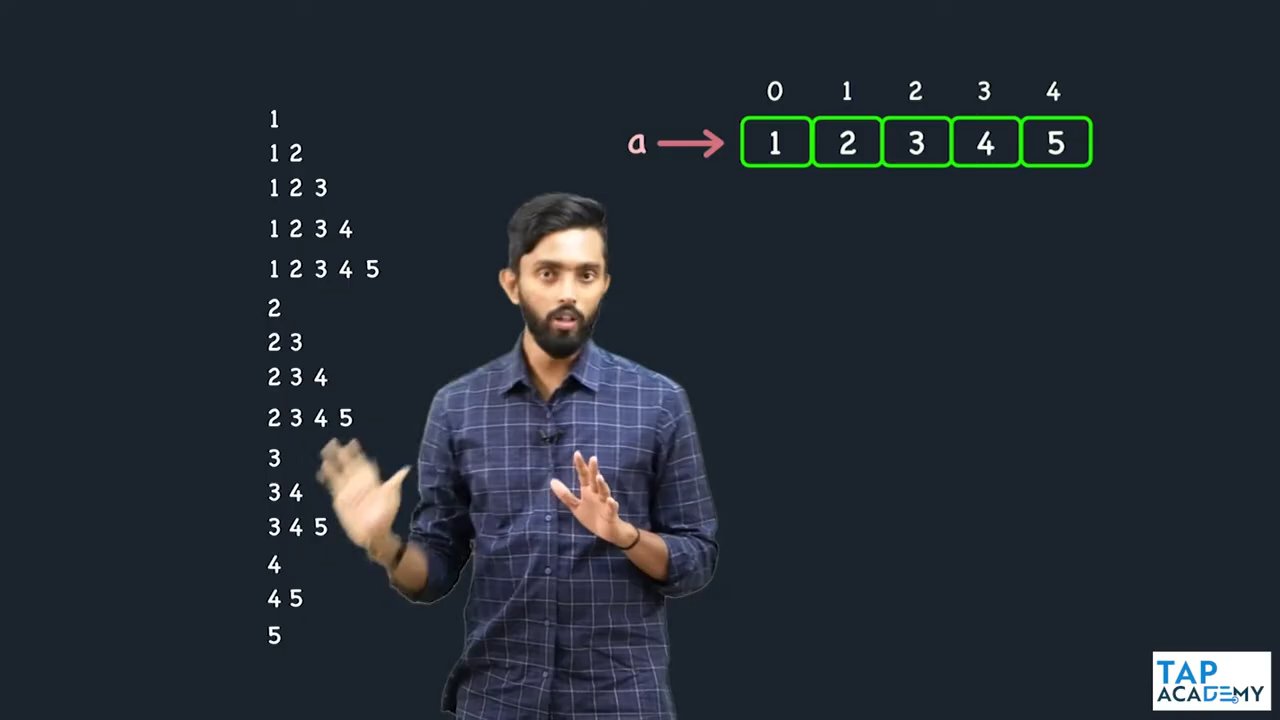 1
1 2
1 2 3
1 2 3 4
1 2 3 4 5
2
2 3
2 3 4
2 3 4 5
3
3 4
3 4 5
4
4 5
5
0 1 2 3 4
a → 1 2 3 4 5
TAP
ACADEMY